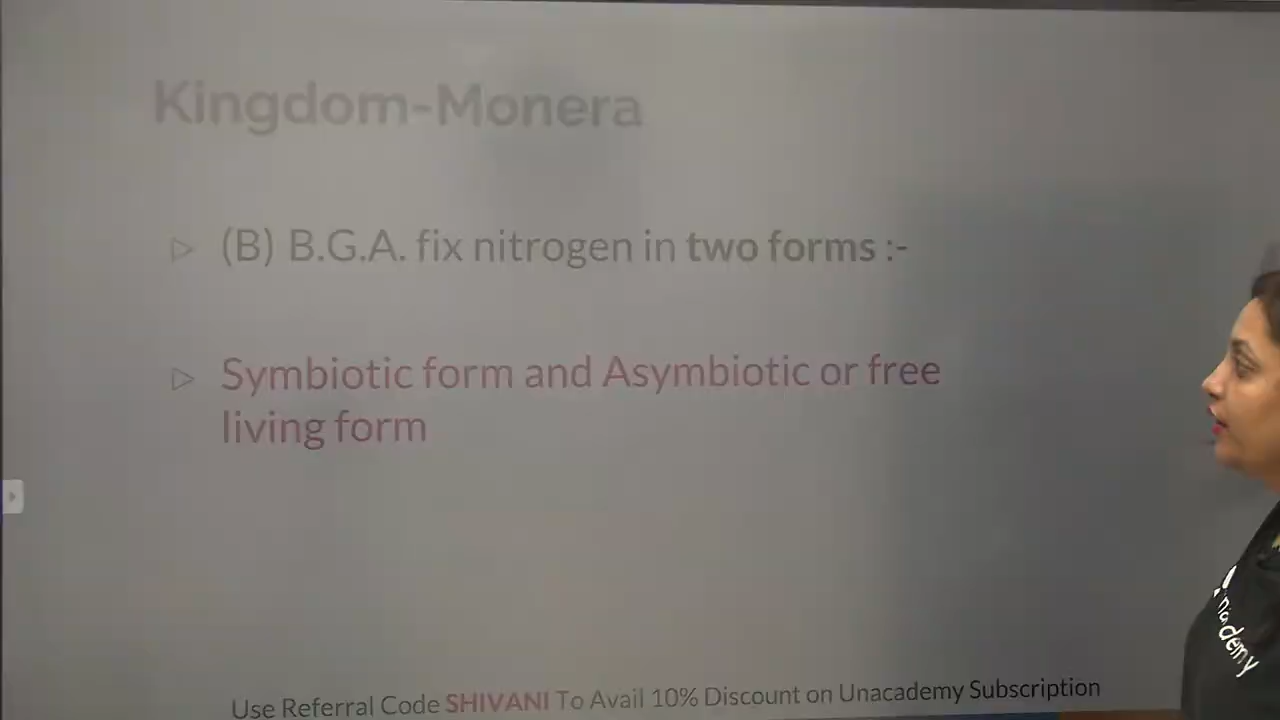 Kingdom-Monera
(B) B.G.A. fix nitrogen in two forms :-
Symbiotic form and Asymbiotic or free
living form
Use Referral Code SHIVANI To Avail 10% Discount on Unacademy Subscription